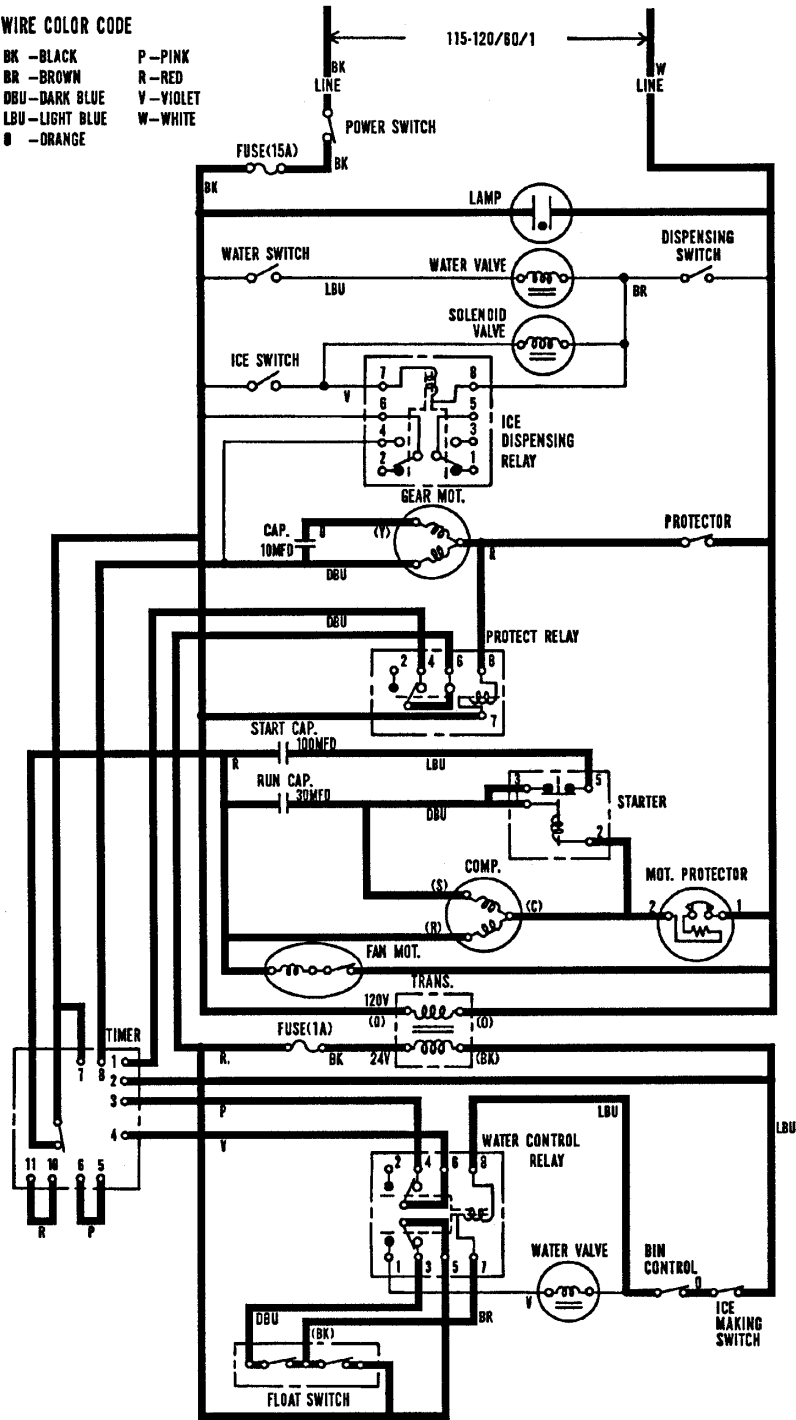 WIRE COLOR CODE
BK - BLACK P - PINK
BR - BROWN R - RED
DBU - DARK BLUE V - VIOLET
LBU - LIGHT BLUE W - WHITE
O - ORANGE
115-120/60/1
BK
LINE
W
LINE
POWER SWITCH
FUSE(15A)
BK
BK
LAMP
WATER SWITCH
LBU
WATER VALVE
BR
DISPENSING
SWITCH
SOLENOID
VALVE
ICE SWITCH
V
7 8
6 5
4 3
2 1
ICE
DISPENSING
RELAY
GEAR MOT.
CAP.
10MFD
(Y)
DBU
R
PROTECTOR
DBU
PROTECT RELAY
2 4 6 8
7
START CAP.
100MFD
R
LBU
RUN CAP.
30MFD
DBU
3 5
2
STARTER
COMP.
(S)
(R)
(C)
MOT. PROTECTOR
2 1
FAN MOT.
TRANS.
120V
(O) (O)
FUSE(1A)
R.
BK
24V
(BK)
TIMER
7 8 1
2
3
4
11 10 6 5
R P
P
V
LBU
LBU
WATER CONTROL
RELAY
2 4 6 8
1 3 5 7
WATER VALVE
V
BIN
CONTROL
O
ICE
MAKING
SWITCH
DBU
(BK)
BR
FLOAT SWITCH